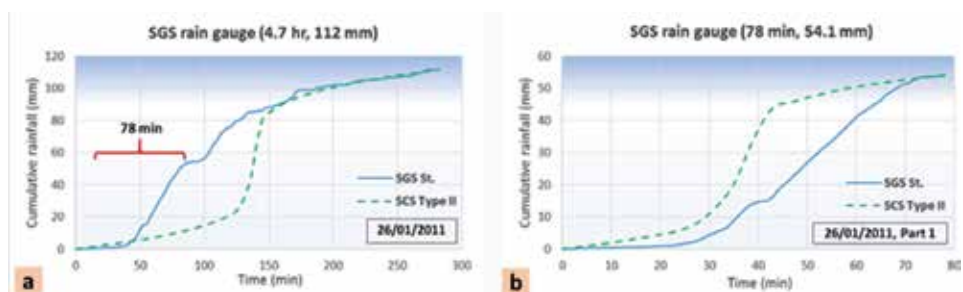 SGS rain gauge (4.7 hr, 112 mm)
Cumulative rainfall (mm)
120
100
80
60
40
20
0
78 min
SGS St.
SCS Type II
26/01/2011
0 50 100 150 200 250 300
Time (min)
a
SGS rain gauge (78 min, 54.1 mm)
Cumulative rainfall (mm)
60
50
40
30
20
10
0
SGS St.
SCS Type II
26/01/2011, Part 1
0 10 20 30 40 50 60 70 80
Time (min)
b